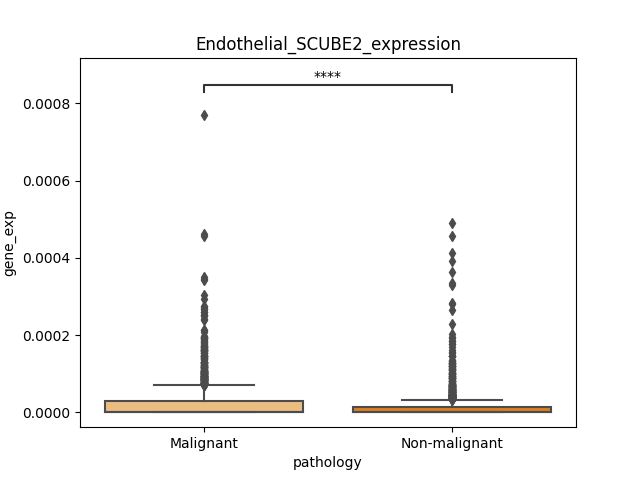 Endothelial_SCUBE2_expression
****
0.0008
0.0006
0.0004
0.0002
0.0000
gene_exp
Malignant
Non-malignant
pathology